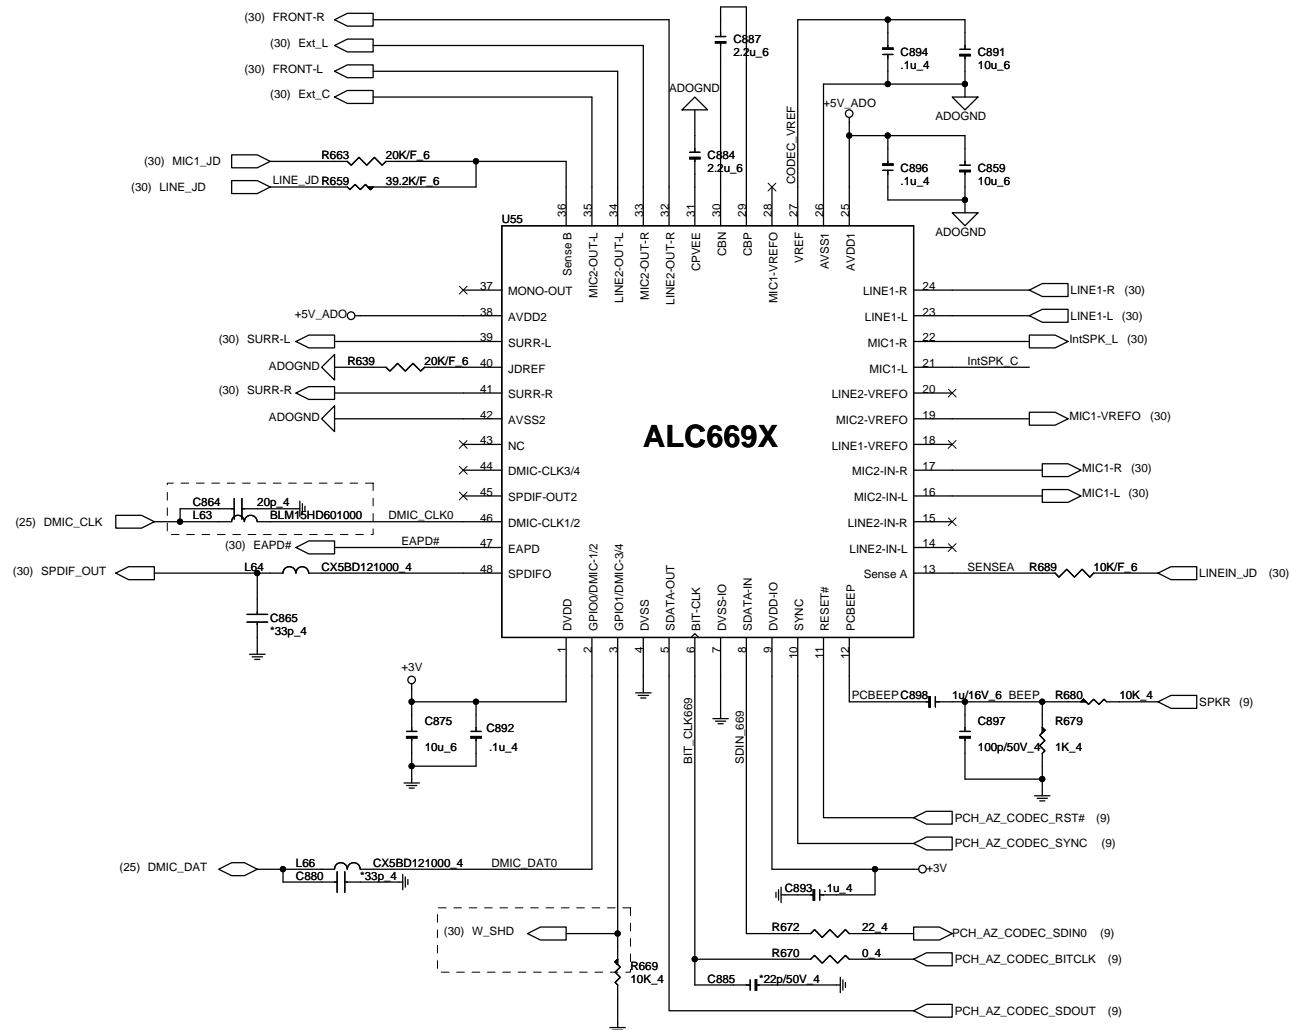 (30) FRONT-R
(30) Ext_L
(30) FRONT-L
(30) Ext_C
(30) MIC1_JD
R663 20K/F_6
(30) LINE_JD
LINE_JD R659 39.2K/F_6
C887
2.2u_6
ADOGND
C884
2.2u_6
CODEC_VREF
C894
.1u_4
C891
10u_6
ADOGND
+5V_ADO
C896
.1u_4
C859
10u_6
ADOGND
U55
36 35 34 33 32 31 30 29 28 27 26 25
Sense B
MIC2-OUT-L
LINE2-OUT-L
MIC2-OUT-R
LINE2-OUT-R
CPVEE
CBN
CBP
MIC1-VREFO
VREF
AVSS1
AVDD1
37 MONO-OUT
+5V_ADO 38 AVDD2
(30) SURR-L 39 SURR-L
ADOGND R639 20K/F_6 40 JDREF
(30) SURR-R 41 SURR-R
ADOGND 42 AVSS2
43 NC
44 DMIC-CLK3/4
45 SPDIF-OUT2
C864 20p_4
(25) DMIC_CLK L63 BLM15HD601000 DMIC_CLK0 46 DMIC-CLK1/2
(30) EAPD# EAPD# 47 EAPD
(30) SPDIF_OUT L64 CX5BD121000_4 48 SPDIFO
C865
*33p_4
ALC669X
LINE1-R 24 LINE1-R (30)
LINE1-L 23 LINE1-L (30)
MIC1-R 22 IntSPK_L (30)
MIC1-L 21 IntSPK_C
LINE2-VREFO 20
MIC2-VREFO 19 MIC1-VREFO (30)
LINE1-VREFO 18
MIC2-IN-R 17 MIC1-R (30)
MIC2-IN-L 16 MIC1-L (30)
LINE2-IN-R 15
LINE2-IN-L 14
Sense A 13 SENSEA R689 10K/F_6 LINEIN_JD (30)
DVDD
GPIO0/DMIC-1/2
GPIO1/DMIC-3/4
DVSS
SDATA-OUT
BIT-CLK
DVSS-IO
SDATA-IN
DVDD-IO
SYNC
RESET#
PCBEEP
1 2 3 4 5 6 7 8 9 10 11 12
+3V
C875
10u_6
C892
.1u_4
BIT_CLK669
SDIN_669
PCBEEP C898 1u/16V_6 BEEP R680 10K_4 SPKR (9)
C897
100p/50V_4
R679
1K_4
PCH_AZ_CODEC_RST# (9)
PCH_AZ_CODEC_SYNC (9)
(25) DMIC_DAT L66 CX5BD121000_4 DMIC_DAT0
C880 *33p_4
+3V
C893 .1u_4
(30) W_SHD
R669
10K_4
R672 22_4 PCH_AZ_CODEC_SDIN0 (9)
R670 0_4 PCH_AZ_CODEC_BITCLK (9)
C885 *22p/50V_4
PCH_AZ_CODEC_SDOUT (9)